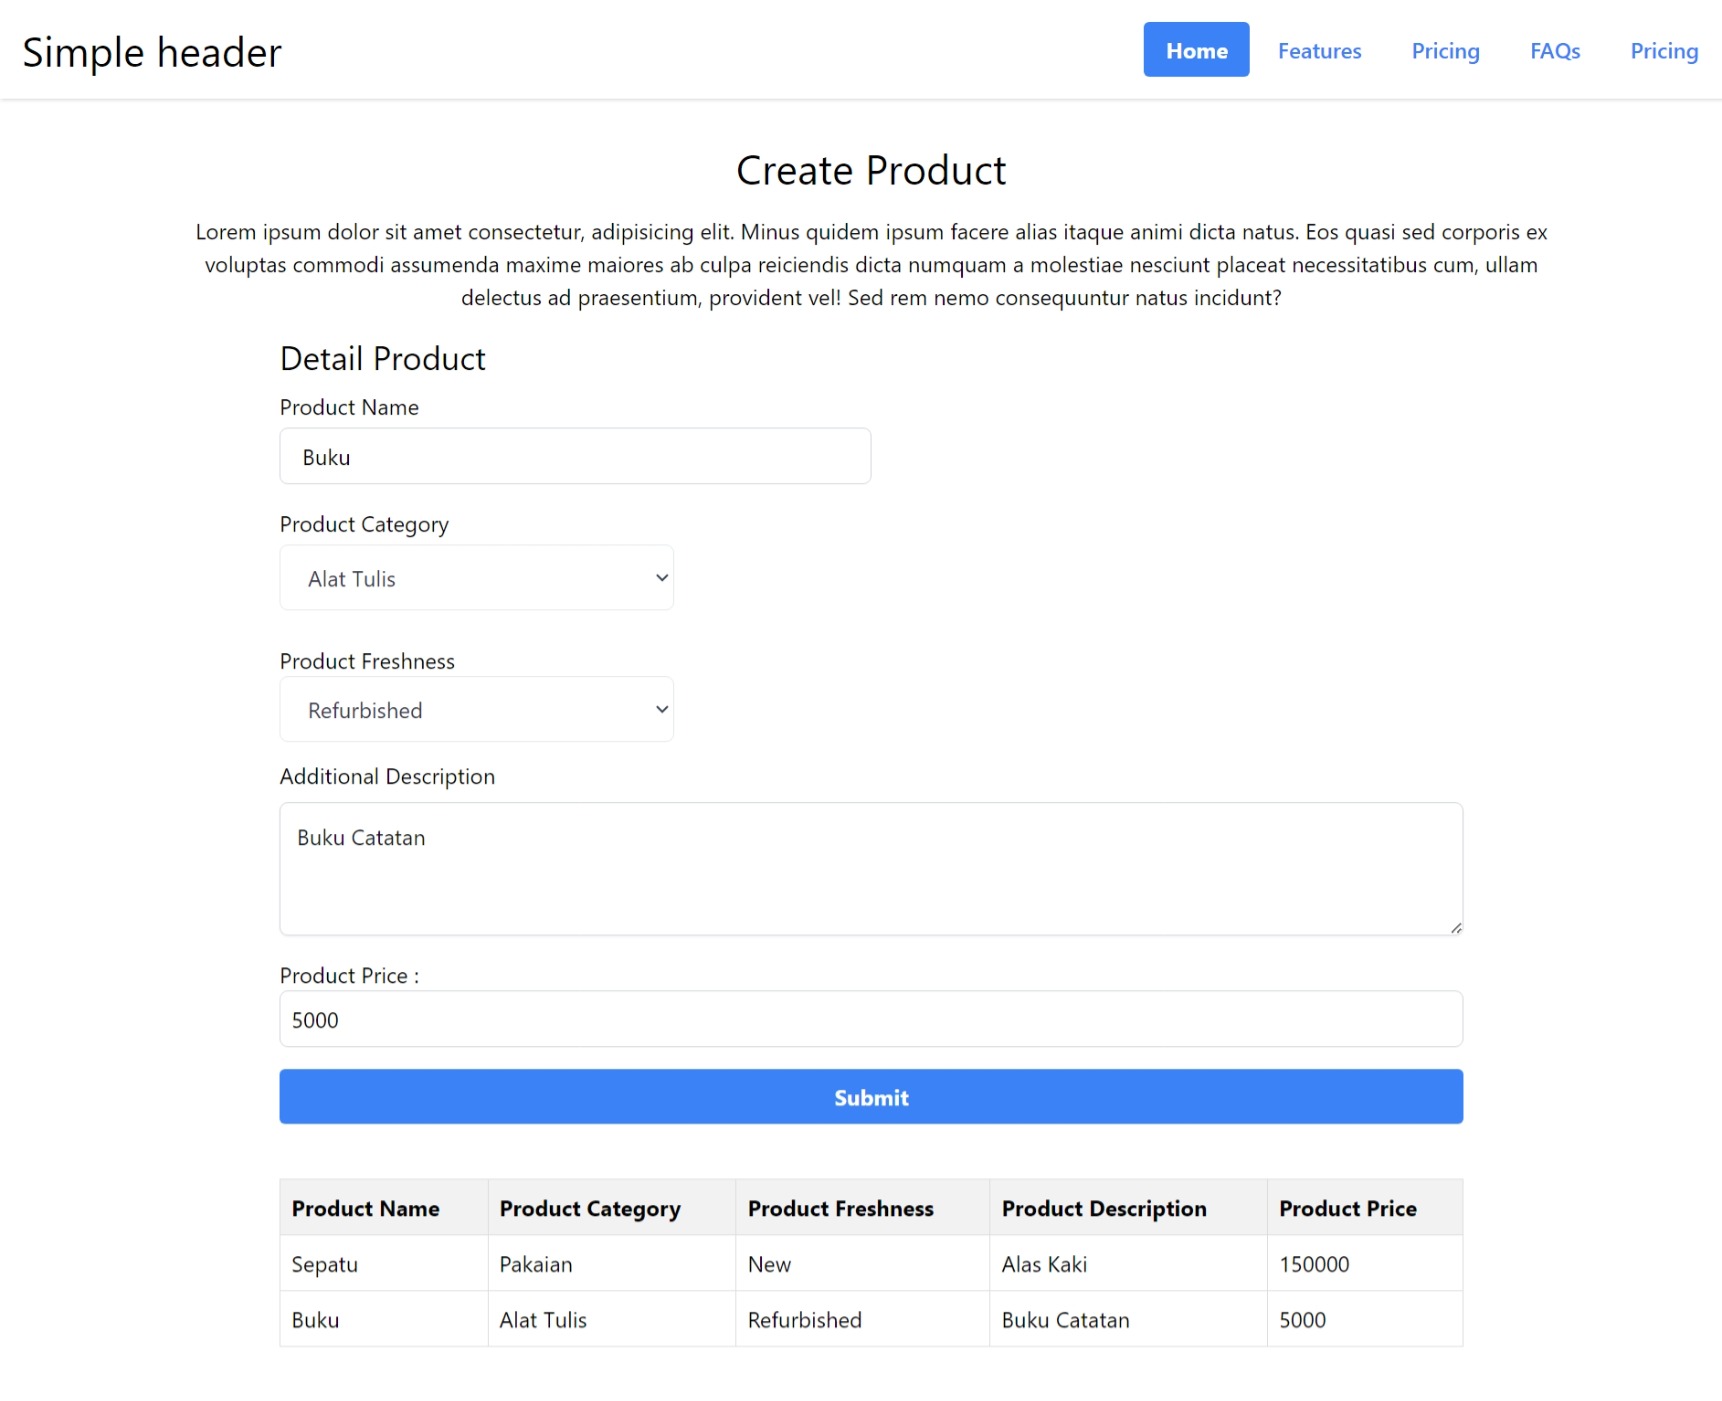 Simple header
Home Features Pricing FAQs Pricing
Create Product
Lorem ipsum dolor sit amet consectetur, adipisicing elit. Minus quidem ipsum facere alias itaque animi dicta natus. Eos quasi sed corporis ex
voluptas commodi assumenda maxime maiores ab culpa reiciendis dicta numquam a molestiae nesciunt placeat necessitatibus cum, ullam
delectus ad praesentium, provident vel! Sed rem nemo consequuntur natus incidunt?
Detail Product
Product Name
Buku
Product Category
Alat Tulis
Product Freshness
Refurbished
Additional Description
Buku Catatan
Product Price :
5000
Submit
Product Name Product Category Product Freshness Product Description Product Price
Sepatu Pakaian New Alas Kaki 150000
Buku Alat Tulis Refurbished Buku Catatan 5000